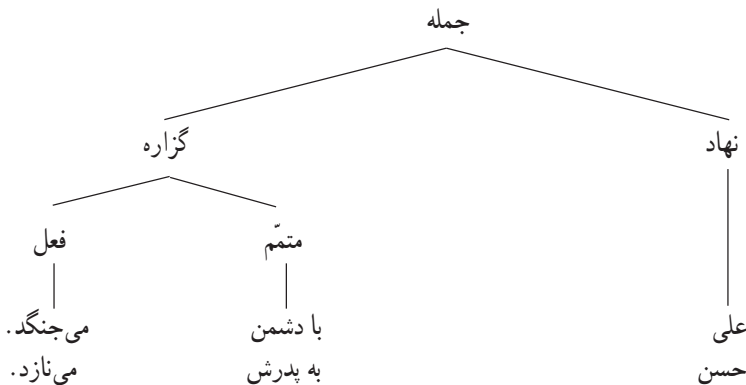 جمله
نهاد گزاره
متمّم فعل
علی با دشمن می‌جنگد.
حسن به پدرش می‌نازد.